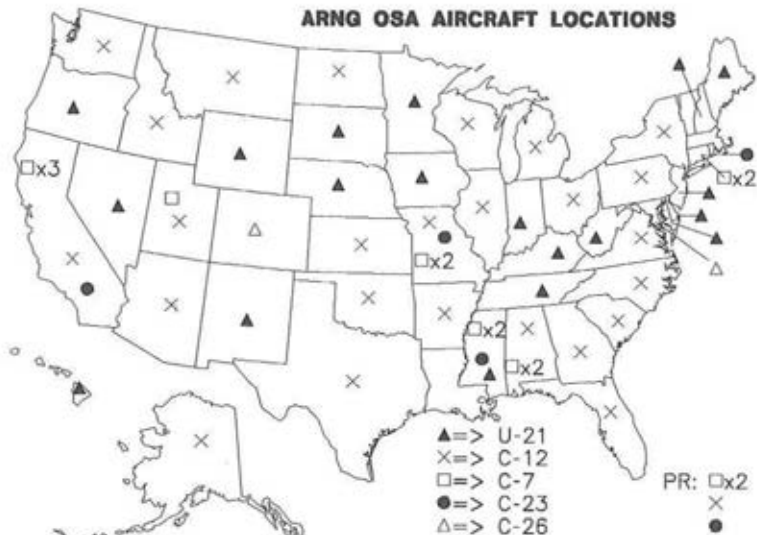 ARNG OSA AIRCRAFT LOCATIONS
x3
x2
x2
x2
x2
=> U-21
=> C-12
=> C-7
=> C-23
=> C-26
PR: x2